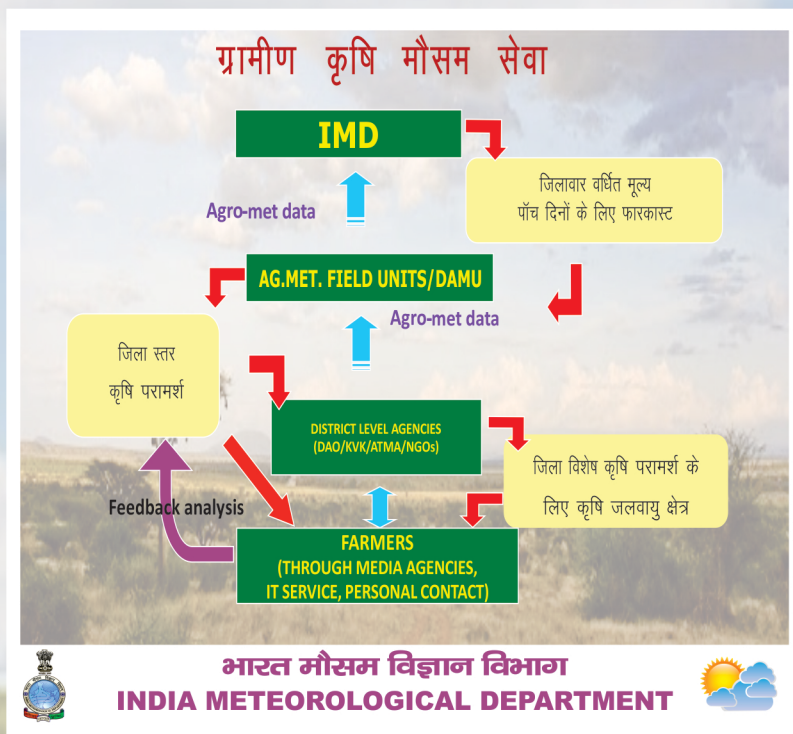 ग्रामीण कृषि मौसम सेवा
IMD
जिलावार वर्धित मूल्य
पॉच दिनों के लिए फारकास्ट
Agro-met data
AG.MET. FIELD UNITS/DAMU
Agro-met data
जिला स्तर
कृषि परामर्श
DISTRICT LEVEL AGENCIES
(DAO/KVK/ATMA/NGOs)
जिला विशेष कृषि परामर्श के
लिए कृषि जलवायु क्षेत्र
Feedback analysis
FARMERS
(THROUGH MEDIA AGENCIES,
IT SERVICE, PERSONAL CONTACT)
भारत मौसम विज्ञान विभाग
INDIA METEOROLOGICAL DEPARTMENT